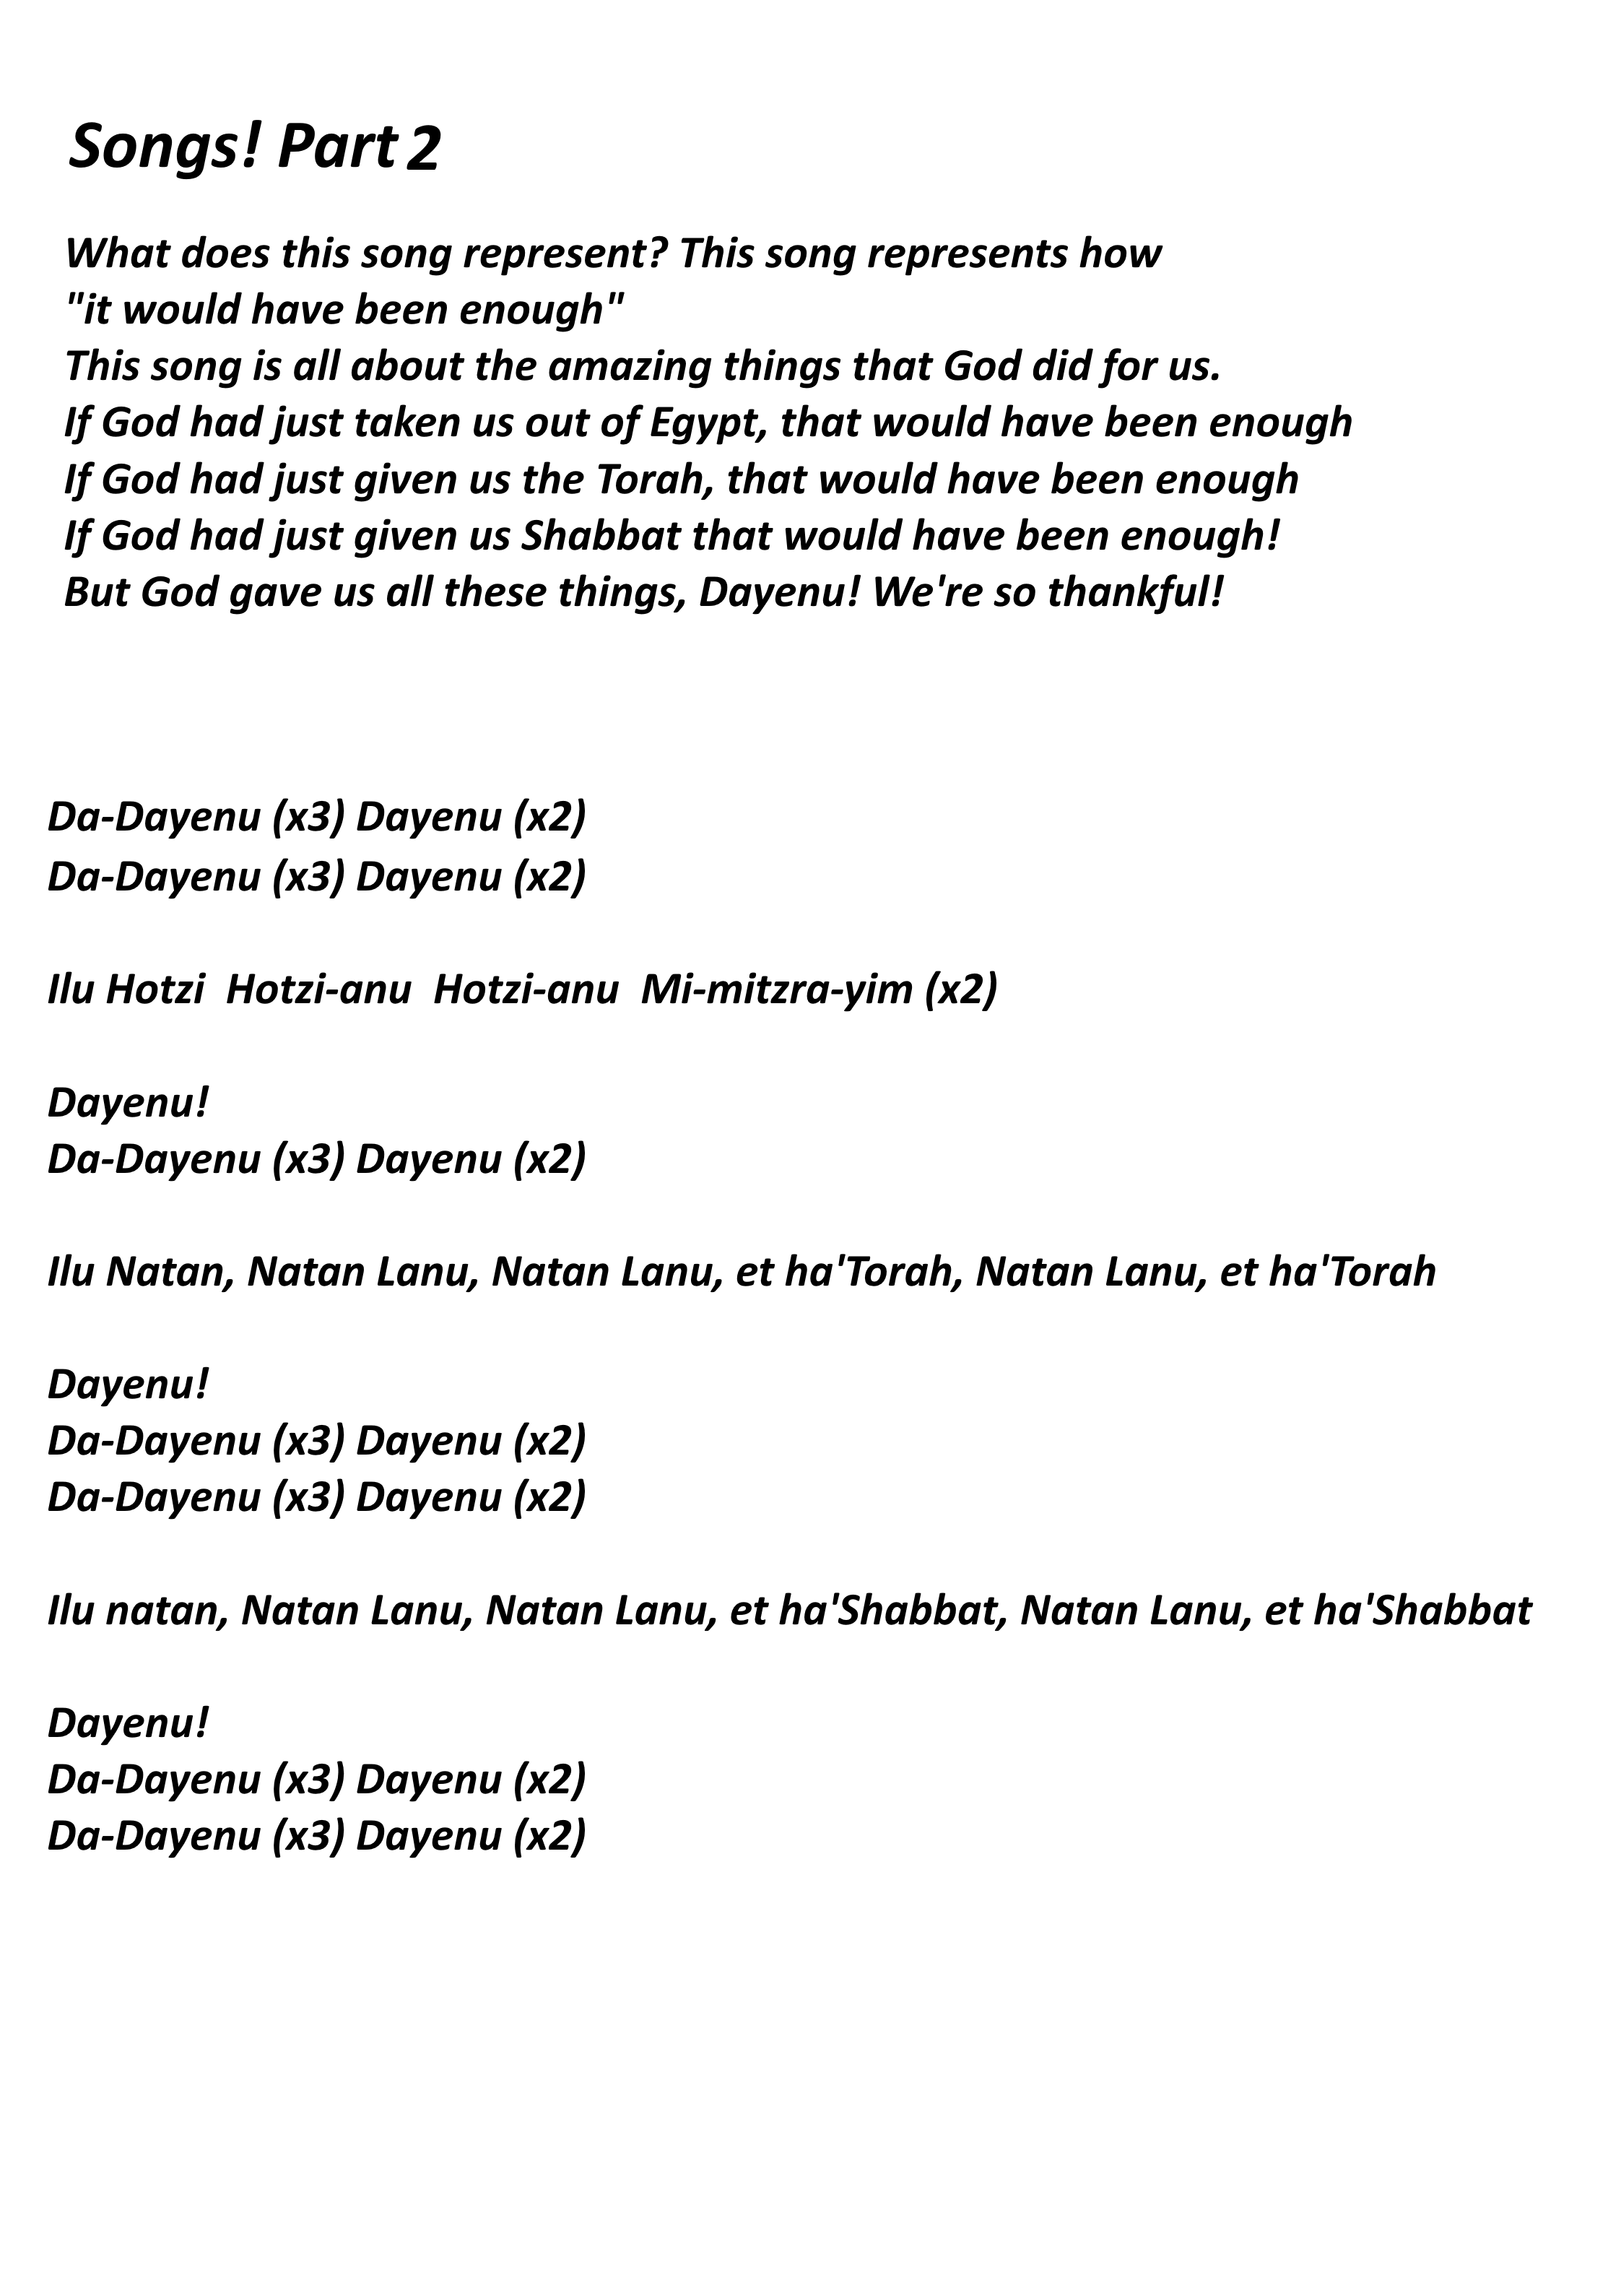 Songs! Part 2
What does this song represent? This song represents how
"it would have been enough"
This song is all about the amazing things that God did for us.
If God had just taken us out of Egypt, that would have been enough
If God had just given us the Torah, that would have been enough
If God had just given us Shabbat that would have been enough!
But God gave us all these things, Dayenu! We're so thankful!
Da-Dayenu (x3) Dayenu (x2)
Da-Dayenu (x3) Dayenu (x2)
Ilu Hotzi  Hotzi-anu  Hotzi-anu  Mi-mitzra-yim (x2)
Dayenu!
Da-Dayenu (x3) Dayenu (x2)
Ilu Natan, Natan Lanu, Natan Lanu, et ha'Torah, Natan Lanu, et ha'Torah
Dayenu!
Da-Dayenu (x3) Dayenu (x2)
Da-Dayenu (x3) Dayenu (x2)
Ilu natan, Natan Lanu, Natan Lanu, et ha'Shabbat, Natan Lanu, et ha'Shabbat
Dayenu!
Da-Dayenu (x3) Dayenu (x2)
Da-Dayenu (x3) Dayenu (x2)